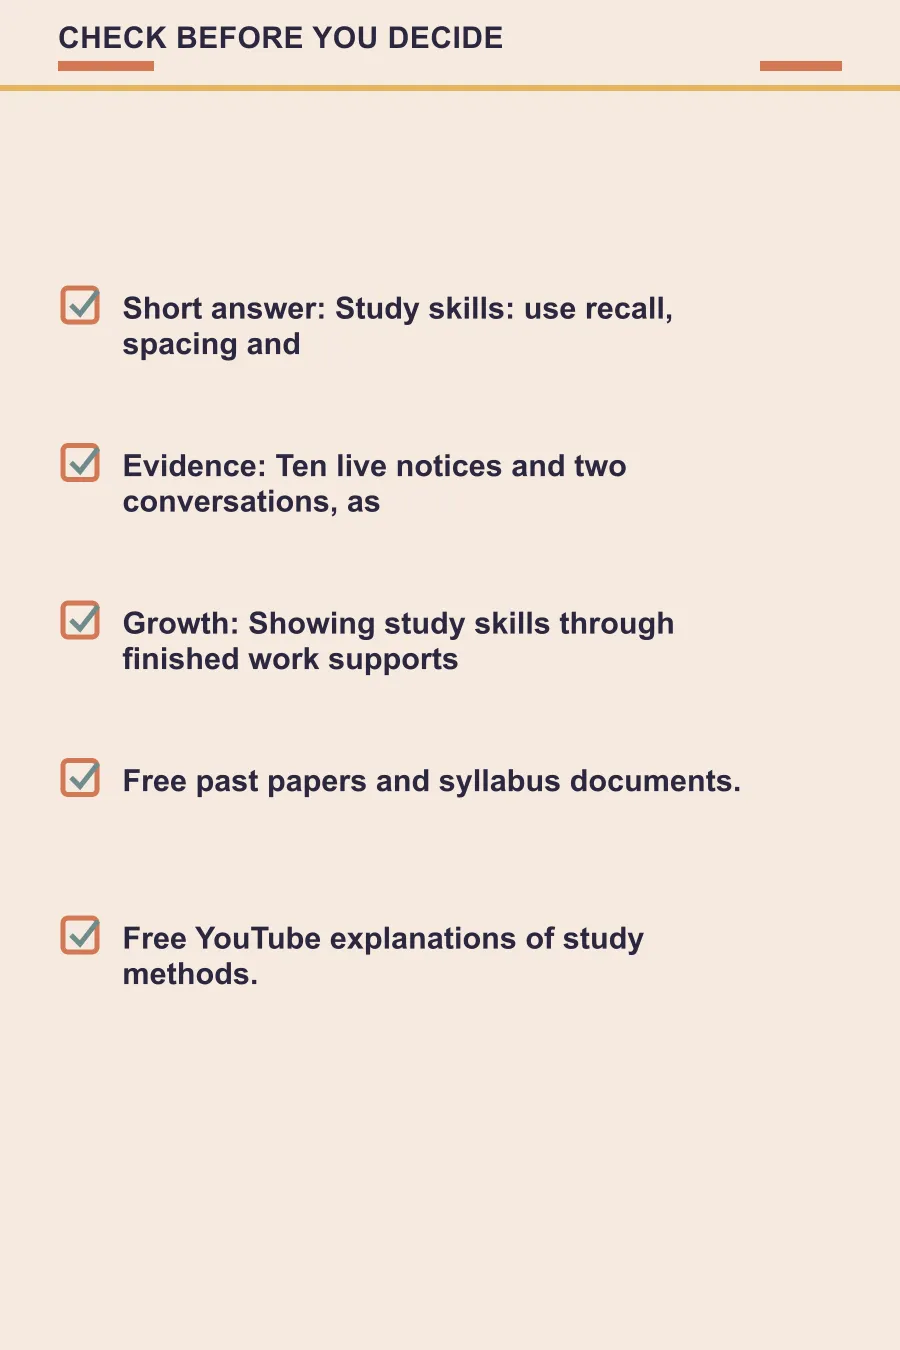 CHECK BEFORE YOU DECIDE
Short answer: Study skills: use recall,
spacing and
Evidence: Ten live notices and two
conversations, as
Growth: Showing study skills through
finished work supports
Free past papers and syllabus documents.
Free YouTube explanations of study
methods.